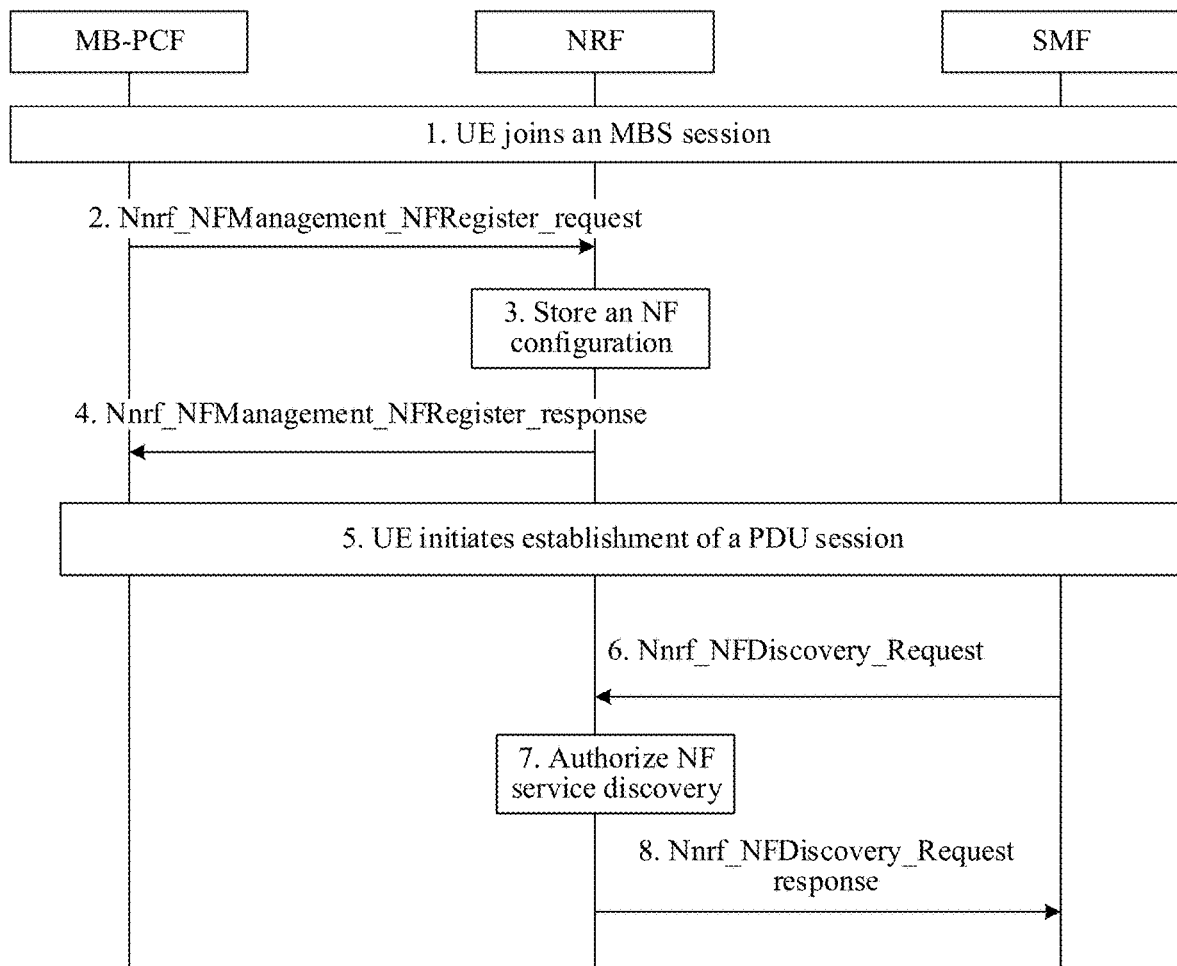 MB-PCF
NRF
SMF
1. UE joins an MBS session
2. Nnrf_NFManagement_NFRegister_request
3. Store an NF
configuration
4. Nnrf_NFManagement_NFRegister_response
5. UE initiates establishment of a PDU session
6. Nnrf_NFDiscovery_Request
7. Authorize NF
service discovery
8. Nnrf_NFDiscovery_Request
response